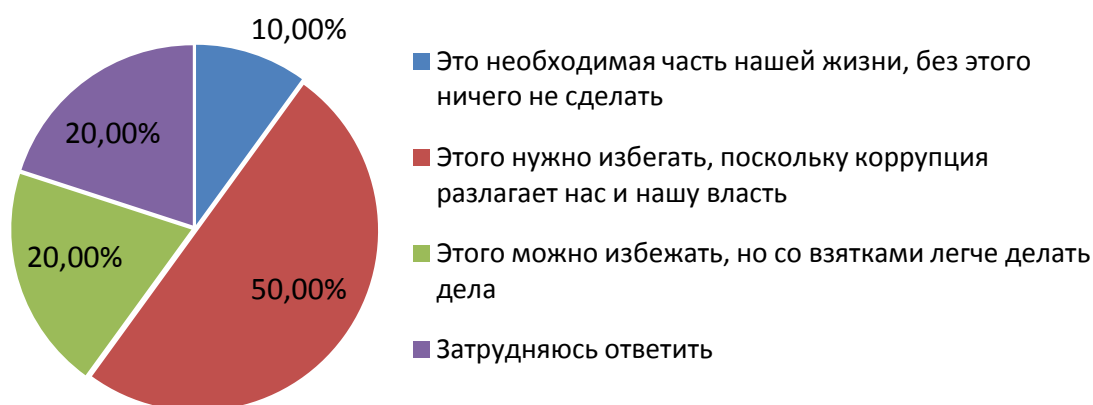 10,00%
Это необходимая часть нашей жизни, без этого
ничего не сделать
20,00%
Этого нужно избегать, поскольку коррупция
разлагает нас и нашу власть
20,00%
Этого можно избежать, но со взятками легче делать
дела
50,00%
Затрудняюсь ответить